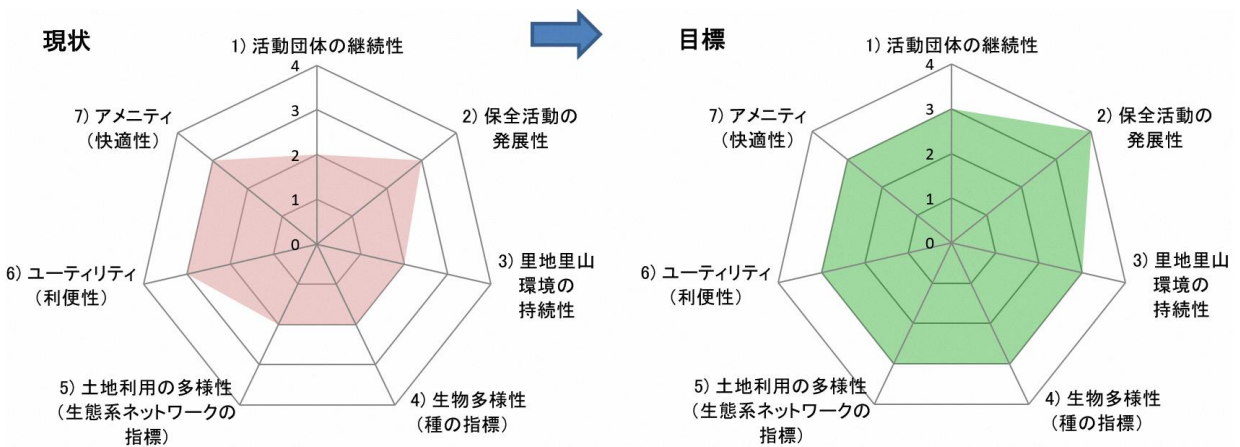 現状
1) 活動団体の継続性
2) 保全活動の
発展性
3) 里地里山
環境の
持続性
4) 生物多様性
(種の指標)
5) 土地利用の多様性
(生態系ネットワークの
指標)
6) ユーティリティ
(利便性)
7) アメニティ
(快適性)
4
3
2
1
0
目標
1) 活動団体の継続性
2) 保全活動の
発展性
3) 里地里山
環境の
持続性
4) 生物多様性
(種の指標)
5) 土地利用の多様性
(生態系ネットワークの
指標)
6) ユーティリティ
(利便性)
7) アメニティ
(快適性)
4
3
2
1
0